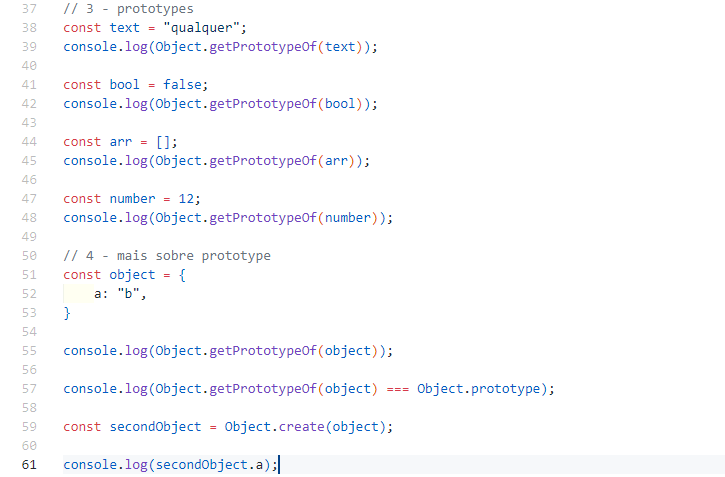 37 // 3 - prototypes
38 const text = "qualquer";
39 console.log(Object.getPrototypeOf(text));
40
41 const bool = false;
42 console.log(Object.getPrototypeOf(bool));
43
44 const arr = [];
45 console.log(Object.getPrototypeOf(arr));
46
47 const number = 12;
48 console.log(Object.getPrototypeOf(number));
49
50 // 4 - mais sobre prototype
51 const object = {
52     a: "b",
53 }
54
55 console.log(Object.getPrototypeOf(object));
56
57 console.log(Object.getPrototypeOf(object) === Object.prototype);
58
59 const secondObject = Object.create(object);
60
61 console.log(secondObject.a);